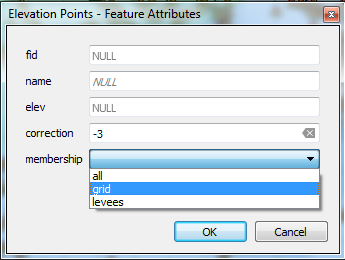 Elevation Points - Feature Attributes
fid NULL
name NULL
elev NULL
correction -3
membership
all
grid
levees
OK Cancel